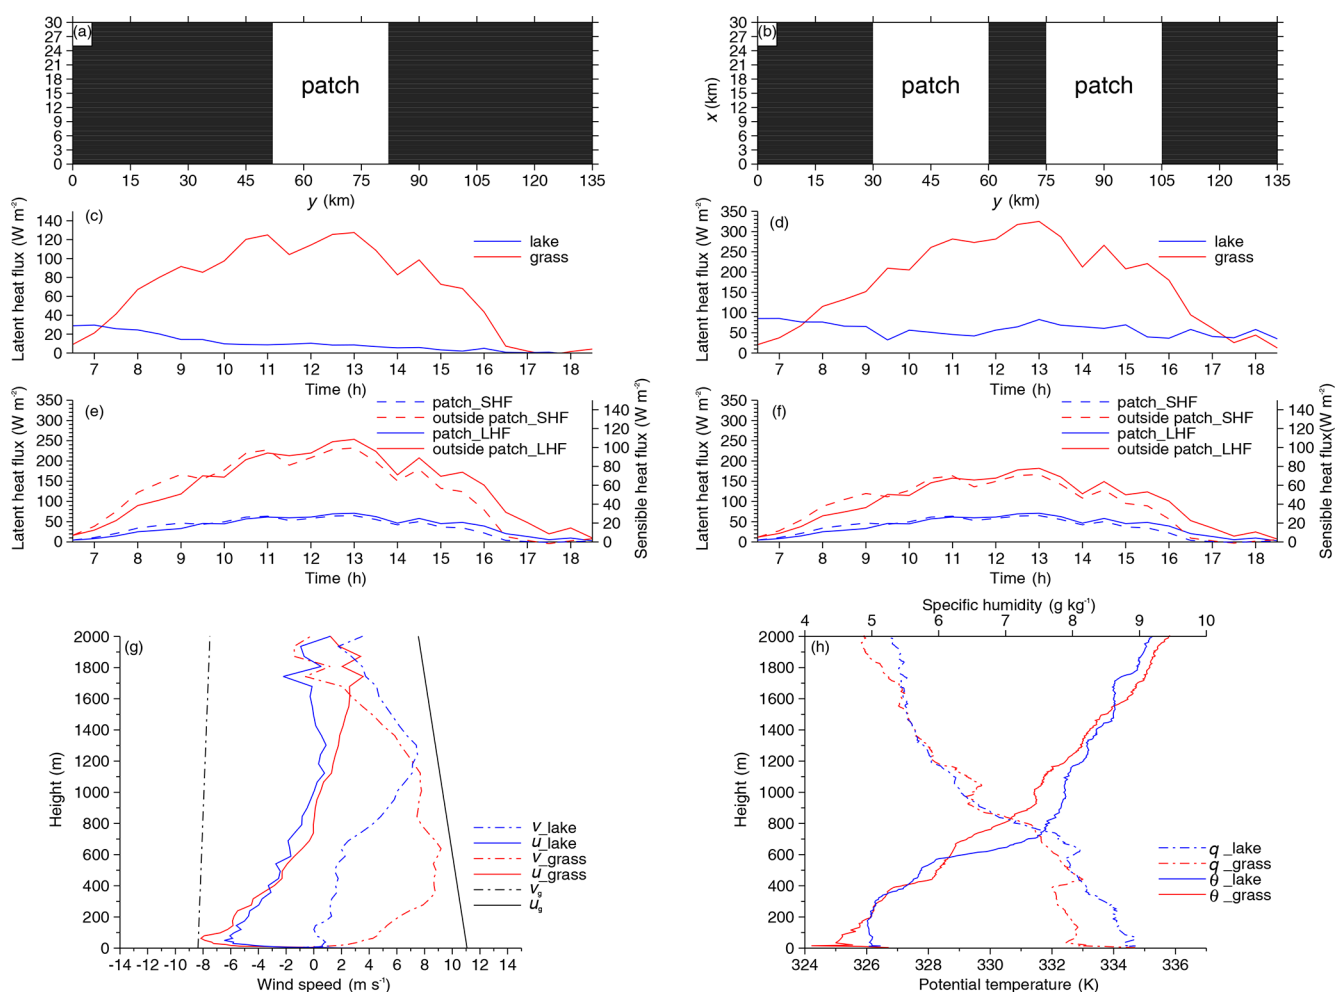 (a)
patch
30
27
24
21
18
15
12
9
6
3
0
0 15 30 45 60 75 90 105 120 135
y (km)
(b)
patch patch
x (km)
30
27
24
21
18
15
12
9
6
3
0
0 15 30 45 60 75 90 105 120 135
y (km)
(c)
Latent heat flux (W m-2)
140
120
100
80
60
40
20
0
lake
grass
7 8 9 10 11 12 13 14 15 16 17 18
Time (h)
(d)
Latent heat flux (W m-2)
350
300
250
200
150
100
50
0
lake
grass
7 8 9 10 11 12 13 14 15 16 17 18
Time (h)
(e)
Latent heat flux (W m-2)
350
300
250
200
150
100
50
0
patch_SHF
outside patch_SHF
patch_LHF
outside patch_LHF
140
120
100
80
60
40
20
0
Sensible heat flux(W m-2)
7 8 9 10 11 12 13 14 15 16 17 18
Time (h)
(f)
Latent heat flux(W m-2)
350
300
250
200
150
100
50
0
patch_SHF
outside patch_SHF
patch_LHF
outside patch_LHF
140
120
100
80
60
40
20
0
Sensible heat flux(W m-2)
7 8 9 10 11 12 13 14 15 16 17 18
Time (h)
(g)
Height (m)
2000
1800
1600
1400
1200
1000
800
600
400
200
0
v_lake
u_lake
v_grass
u_grass
vg
ug
-14 -12 -10 -8 -6 -4 -2 0 2 4 6 8 10 12 14
Wind speed (m s-1)
Specific humidity (g kg-1)
4 5 6 7 8 9 10
(h)
Height (m)
2000
1800
1600
1400
1200
1000
800
600
400
200
0
q_lake
q_grass
θ_lake
θ_grass
324 326 328 330 332 334 336
Potential temperature (K)